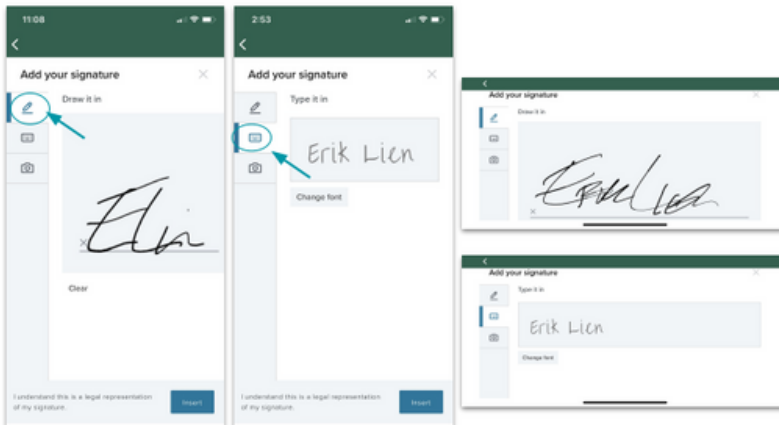 11:08
Add your signature
Draw it in
Clear
I understand this is a legal representation
of my signature.
Insert
2:53
Add your signature
Type it in
Erik Lien
Change font
I understand this is a legal representation
of my signature.
Insert
Add your signature
Draw it in
Add your signature
Type it in
Erik Lien
Change font